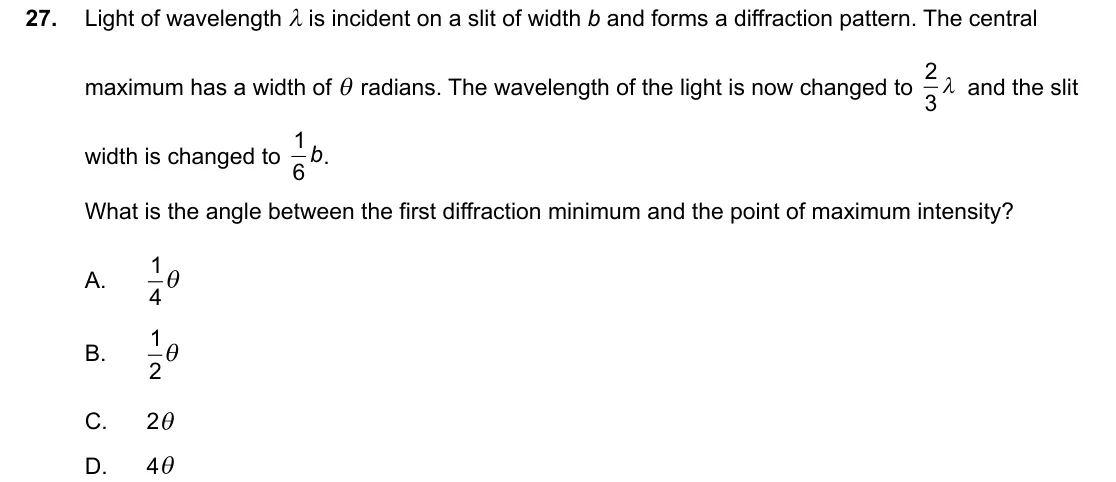 27. Light of wavelength λ is incident on a slit of width b and forms a diffraction pattern. The central
maximum has a width of θ radians. The wavelength of the light is now changed to 2/3 λ and the slit
width is changed to 1/6 b.
What is the angle between the first diffraction minimum and the point of maximum intensity?
A. 1/4 θ
B. 1/2 θ
C. 2θ
D. 4θ